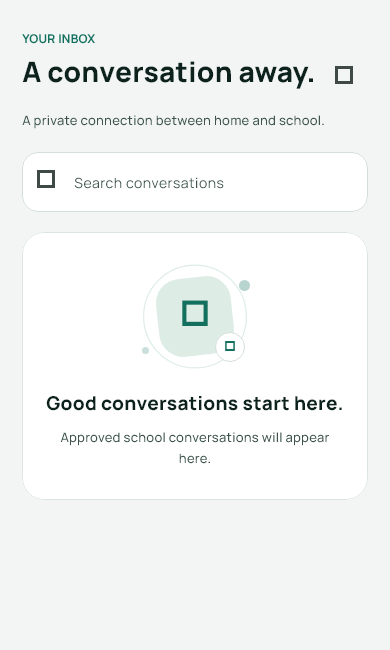 YOUR INBOX
A conversation away.
A private connection between home and school.
Search conversations
Good conversations start here.
Approved school conversations will appear
here.